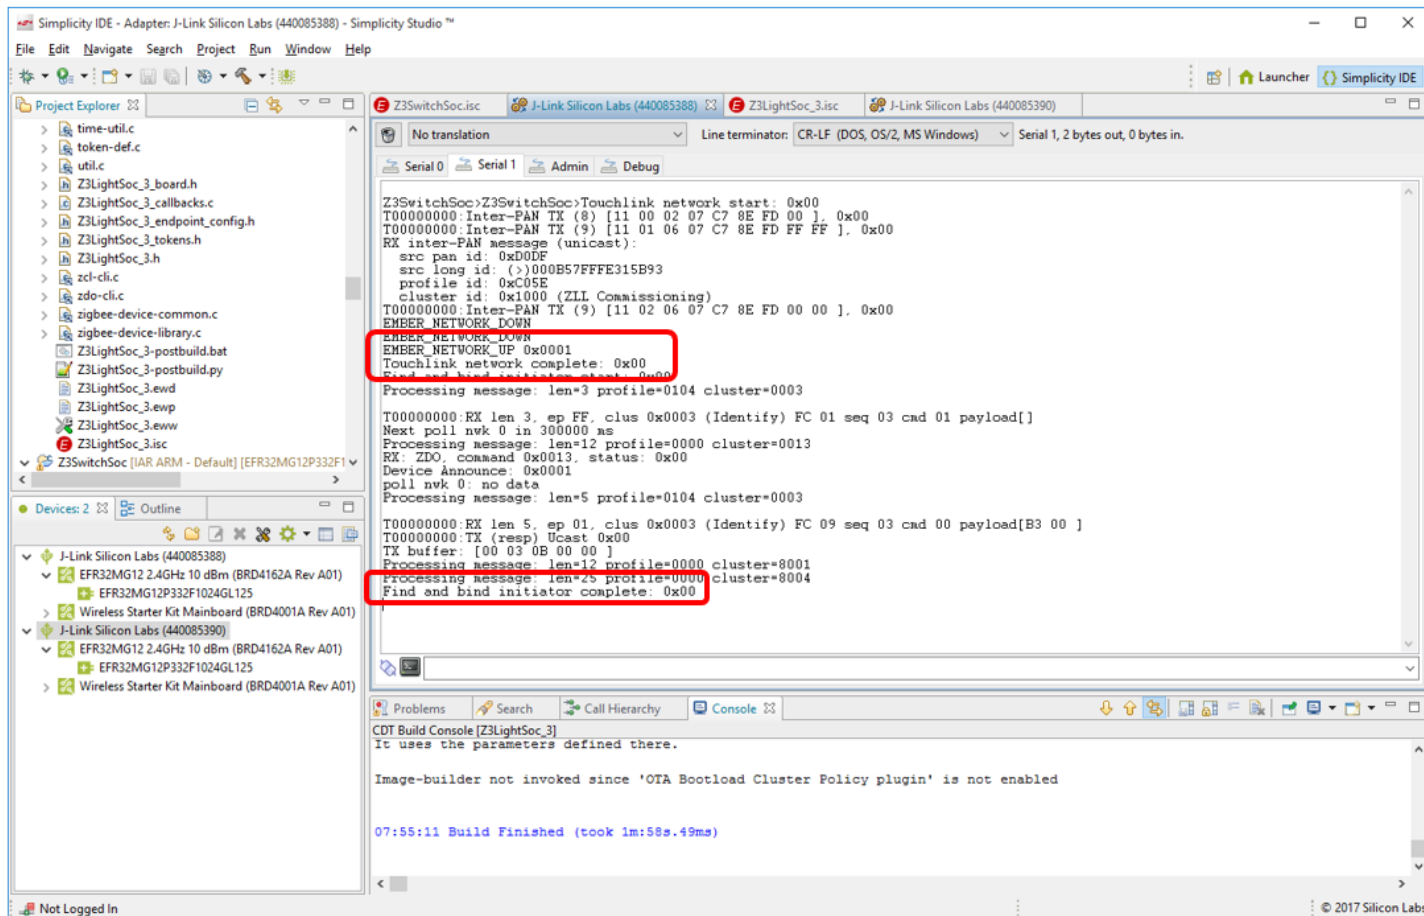 Simplicity IDE - Adapter: J-Link Silicon Labs (440085388) - Simplicity Studio ™
File Edit Navigate Search Project Run Window Help
Launcher {} Simplicity IDE
Project Explorer
time-util.c
token-def.c
util.c
Z3LightSoc_3_board.h
Z3LightSoc_3_callbacks.c
Z3LightSoc_3_endpoint_config.h
Z3LightSoc_3_tokens.h
Z3LightSoc_3.h
zcl-cli.c
zdo-cli.c
zigbee-device-common.c
zigbee-device-library.c
Z3LightSoc_3-postbuild.bat
Z3LightSoc_3-postbuild.py
Z3LightSoc_3.ewd
Z3LightSoc_3.ewp
Z3LightSoc_3.eww
Z3LightSoc_3.isc
Z3SwitchSoc [IAR ARM - Default] [EFR32MG12P332F1
Devices: 2 Outline
J-Link Silicon Labs (440085388)
EFR32MG12 2.4GHz 10 dBm (BRD4162A Rev A01)
EFR32MG12P332F1024GL125
Wireless Starter Kit Mainboard (BRD4001A Rev A01)
J-Link Silicon Labs (440085390)
EFR32MG12 2.4GHz 10 dBm (BRD4162A Rev A01)
EFR32MG12P332F1024GL125
Wireless Starter Kit Mainboard (BRD4001A Rev A01)
Z3SwitchSoc.isc J-Link Silicon Labs (440085388) Z3LightSoc_3.isc J-Link Silicon Labs (440085390)
No translation Line terminator: CR-LF (DOS, OS/2, MS Windows) Serial 1, 2 bytes out, 0 bytes in.
Serial 0 Serial 1 Admin Debug
Z3SwitchSoc>Z3SwitchSoc>Touchlink network start: 0x00
T00000000:Inter-PAN TX (8) [11 00 02 07 C7 8E FD 00 ], 0x00
T00000000:Inter-PAN TX (9) [11 01 06 07 C7 8E FD FF FF ], 0x00
RX inter-PAN message (unicast):
src pan id: 0xD0DF
src long id: (>)000B57FFFE315B93
profile id: 0xC05E
cluster id: 0x1000 (ZLL Commissioning)
T00000000:Inter-PAN TX (9) [11 02 06 07 C7 8E FD 00 00 ], 0x00
EMBER_NETWORK_DOWN
EMBER_NETWORK_DOWN
EMBER_NETWORK_UP 0x0001
Touchlink network complete: 0x00
Find and bind initiator start: 0x00
Processing message: len=3 profile=0104 cluster=0003
T00000000:RX len 3, ep FF, clus 0x0003 (Identify) FC 01 seq 03 cmd 01 payload[]
Next poll nwk 0 in 300000 ms
Processing message: len=12 profile=0000 cluster=0013
RX: ZDO, command 0x0013, status: 0x00
Device Announce: 0x0001
poll nwk 0: no data
Processing message: len=5 profile=0104 cluster=0003
T00000000:RX len 5, ep 01, clus 0x0003 (Identify) FC 09 seq 03 cmd 00 payload[B3 00 ]
T00000000:TX (resp) Ucast 0x00
TX buffer: [00 03 0B 00 00 ]
Processing message: len=12 profile=0000 cluster=8001
Processing message: len=25 profile=0000 cluster=8004
Find and bind initiator complete: 0x00
Problems Search Call Hierarchy Console
CDT Build Console [Z3LightSoc_3]
It uses the parameters defined there.
Image-builder not invoked since 'OTA Bootload Cluster Policy plugin' is not enabled
07:55:11 Build Finished (took 1m:58s.49ms)
Not Logged In
© 2017 Silicon Labs